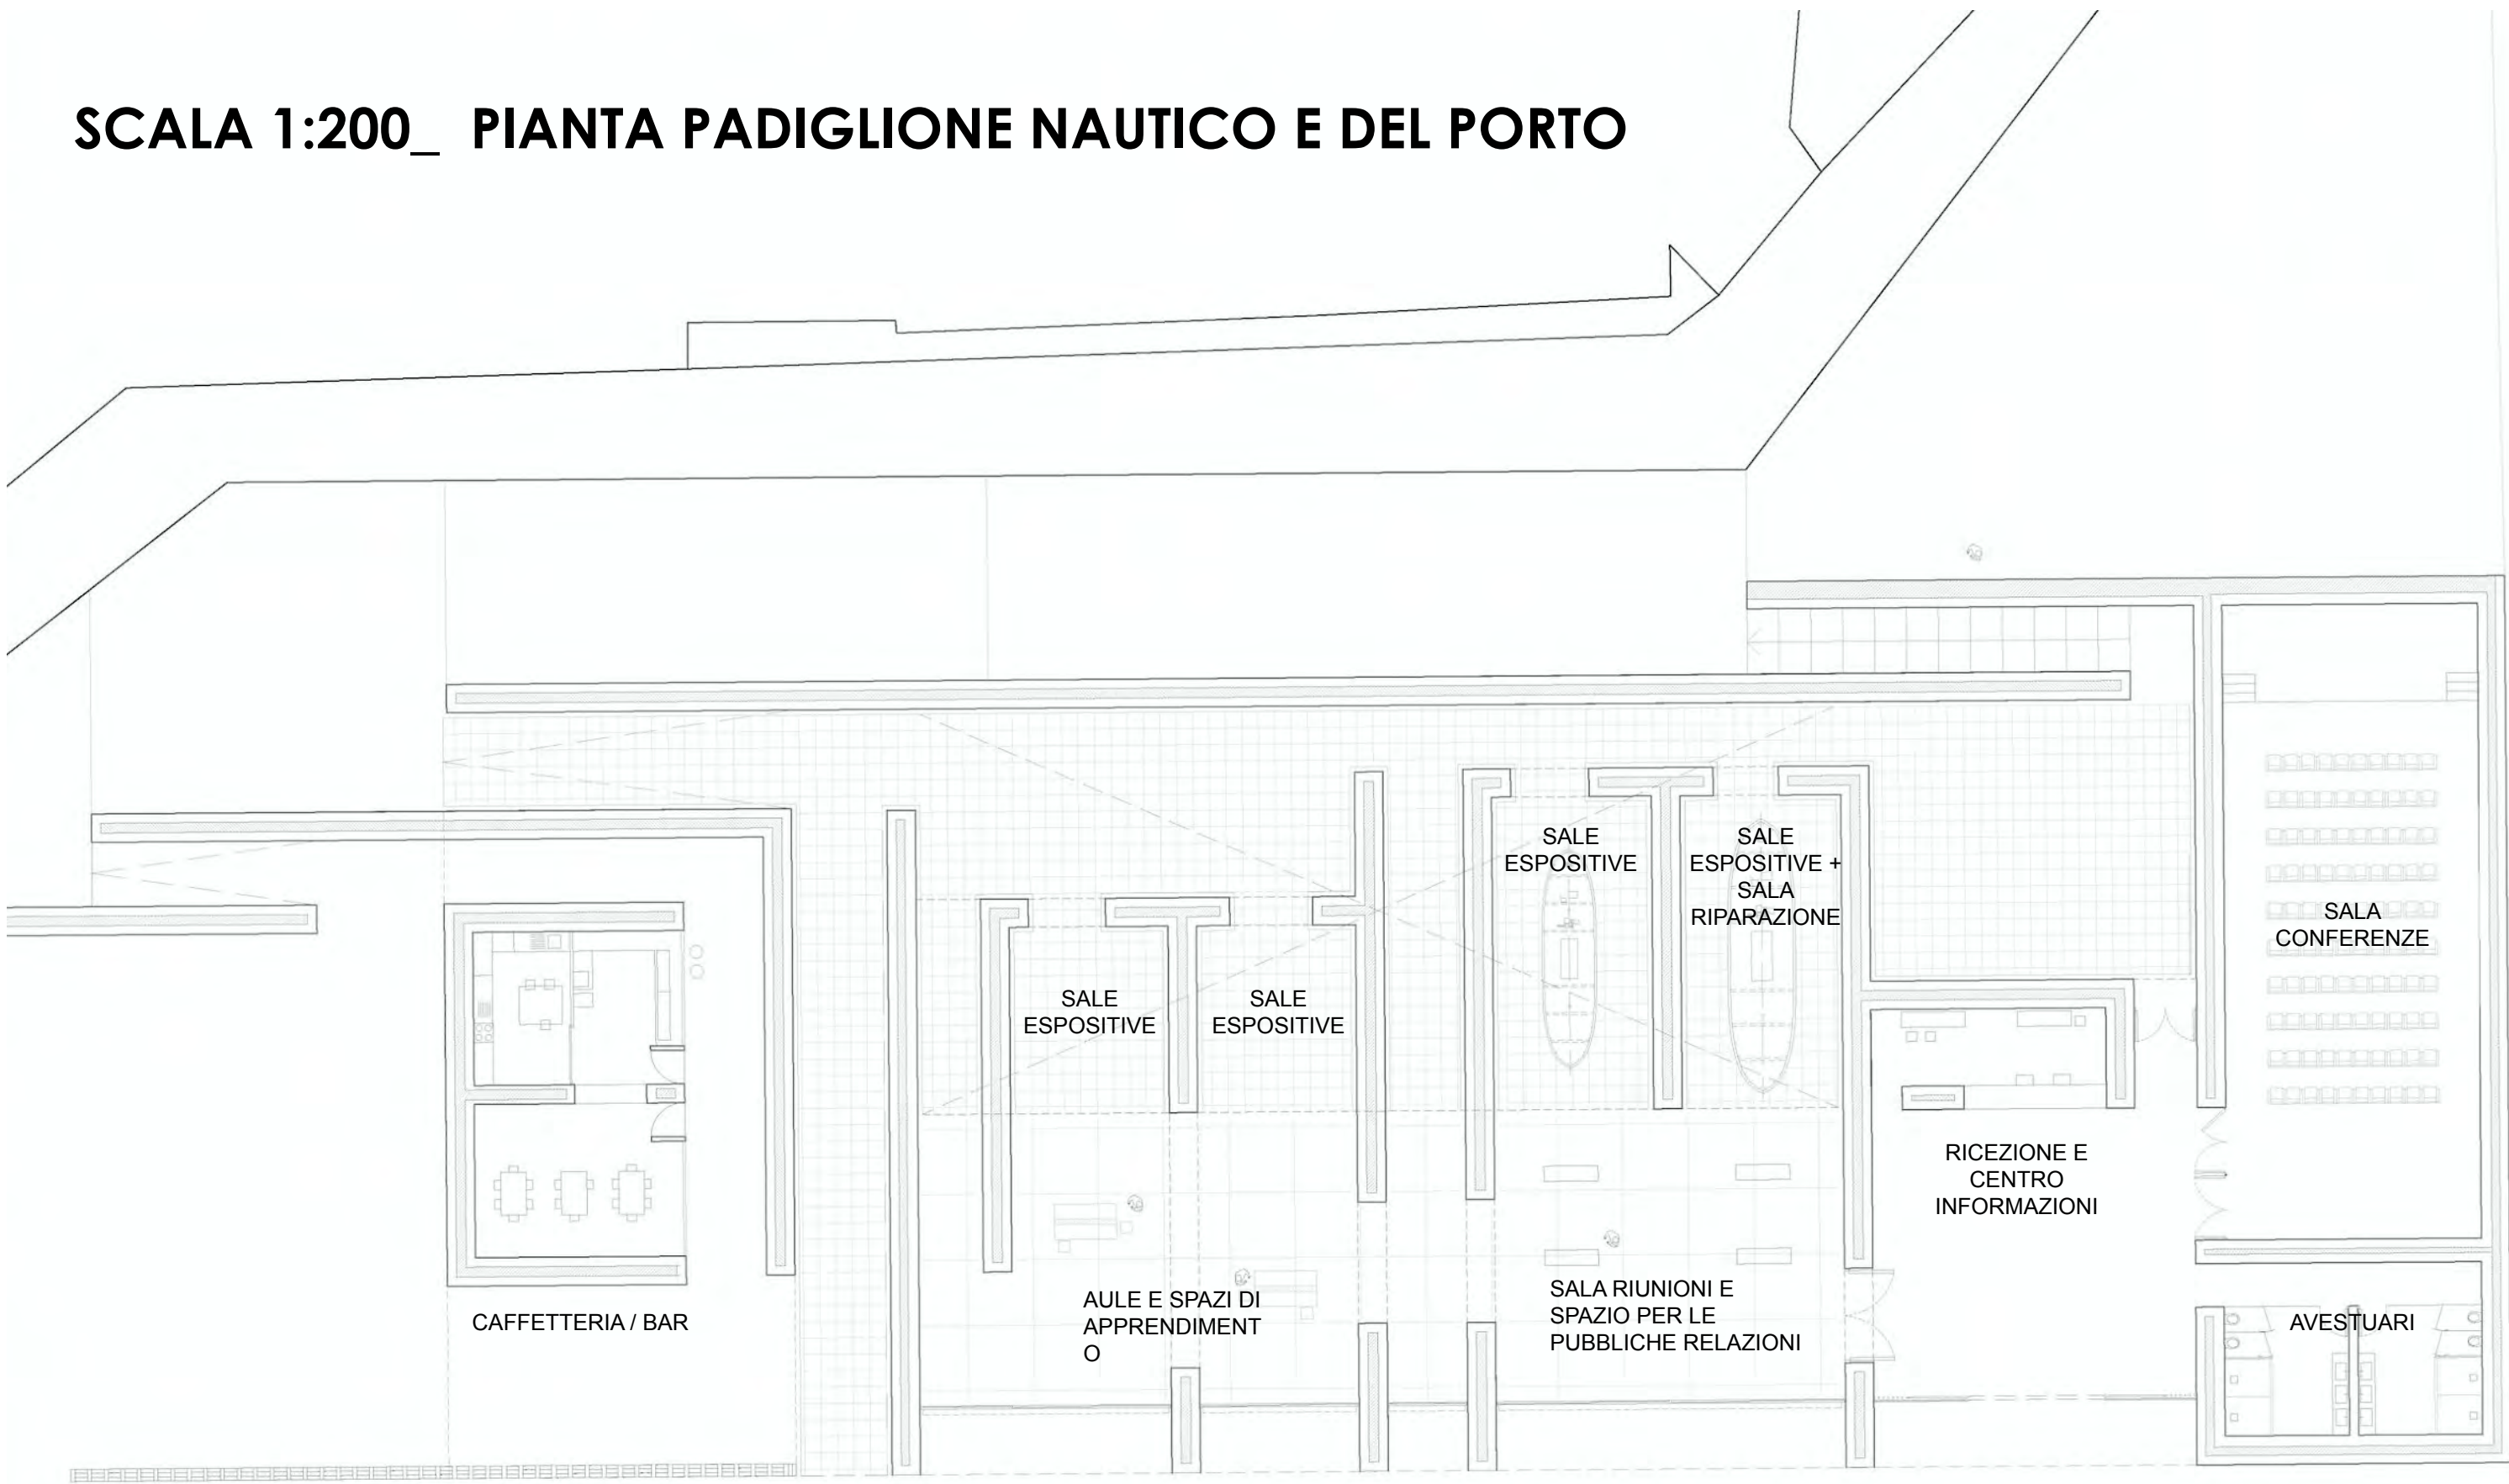 SCALA 1:200_ PIANTA PADIGLIONE NAUTICO E DEL PORTO
SALE
ESPOSITIVE
SALE
ESPOSITIVE +
SALA
RIPARAZIONE
SALA
CONFERENZE
SALE
ESPOSITIVE
SALE
ESPOSITIVE
RICEZIONE E
CENTRO
INFORMAZIONI
CAFFETTERIA / BAR
AULE E SPAZI DI
APPRENDIMENT
O
SALA RIUNIONI E
SPAZIO PER LE
PUBBLICHE RELAZIONI
AVESTUARI